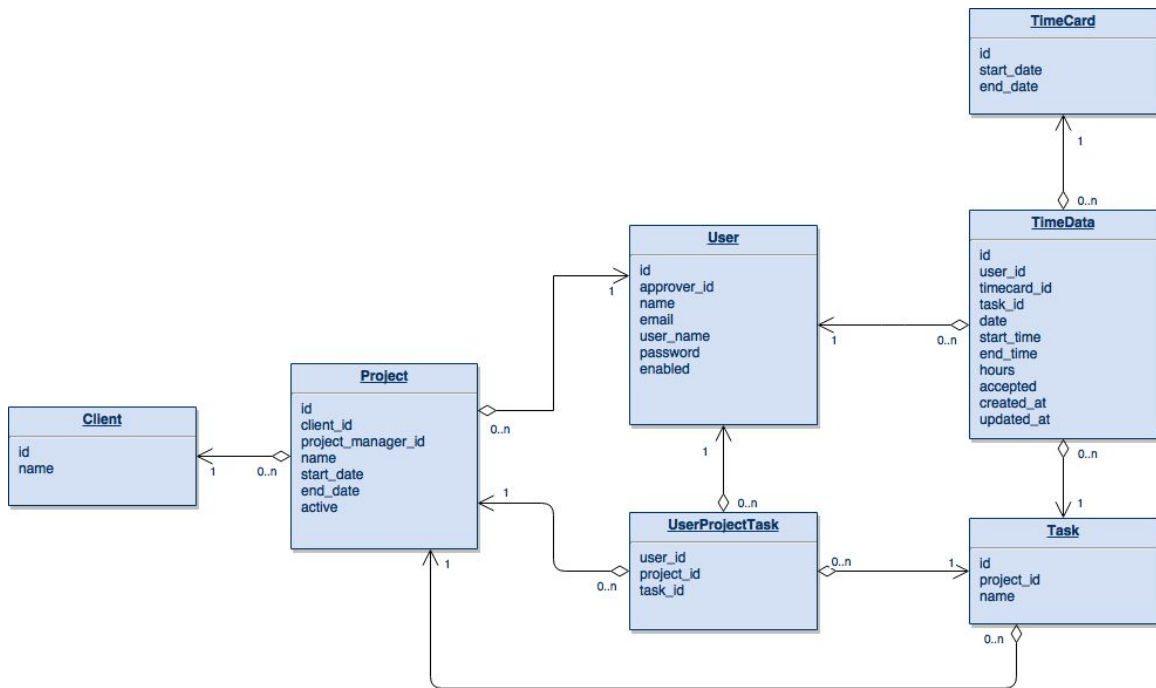 TimeCard
id
start_date
end_date
1
0..n
TimeData
id
user_id
timecard_id
task_id
date
start_time
end_time
hours
accepted
created_at
updated_at
User
id
approver_id
name
email
user_name
password
enabled
1
1
0..n
Project
id
client_id
project_manager_id
name
start_date
end_date
active
0..n
Client
id
name
1
0..n
1
1
0..n
0..n
1
UserProjectTask
user_id
project_id
task_id
0..n
0..n
1
Task
id
project_id
name
1
0..n